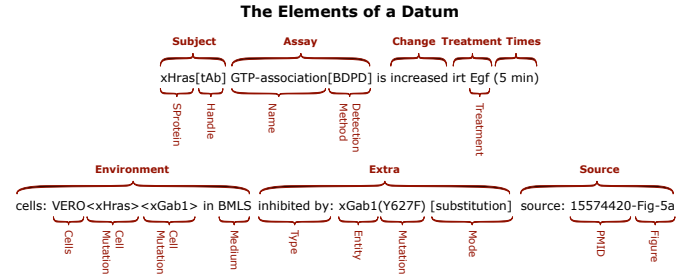 The Elements of a Datum
Subject Assay Change Treatment Times
xHras[tAb] GTP-association[BDPD] is increased irt Egf (5 min)
SProtein Handle Name Detection Method Treatment
Environment Extra Source
cells: VERO<xHras><xGab1> in BMLS inhibited by: xGab1(Y627F) [substitution] source: 15574420-Fig-5a
Cells Cell Mutation Cell Mutation Medium Type Entity Mutation Mode PMID Figure